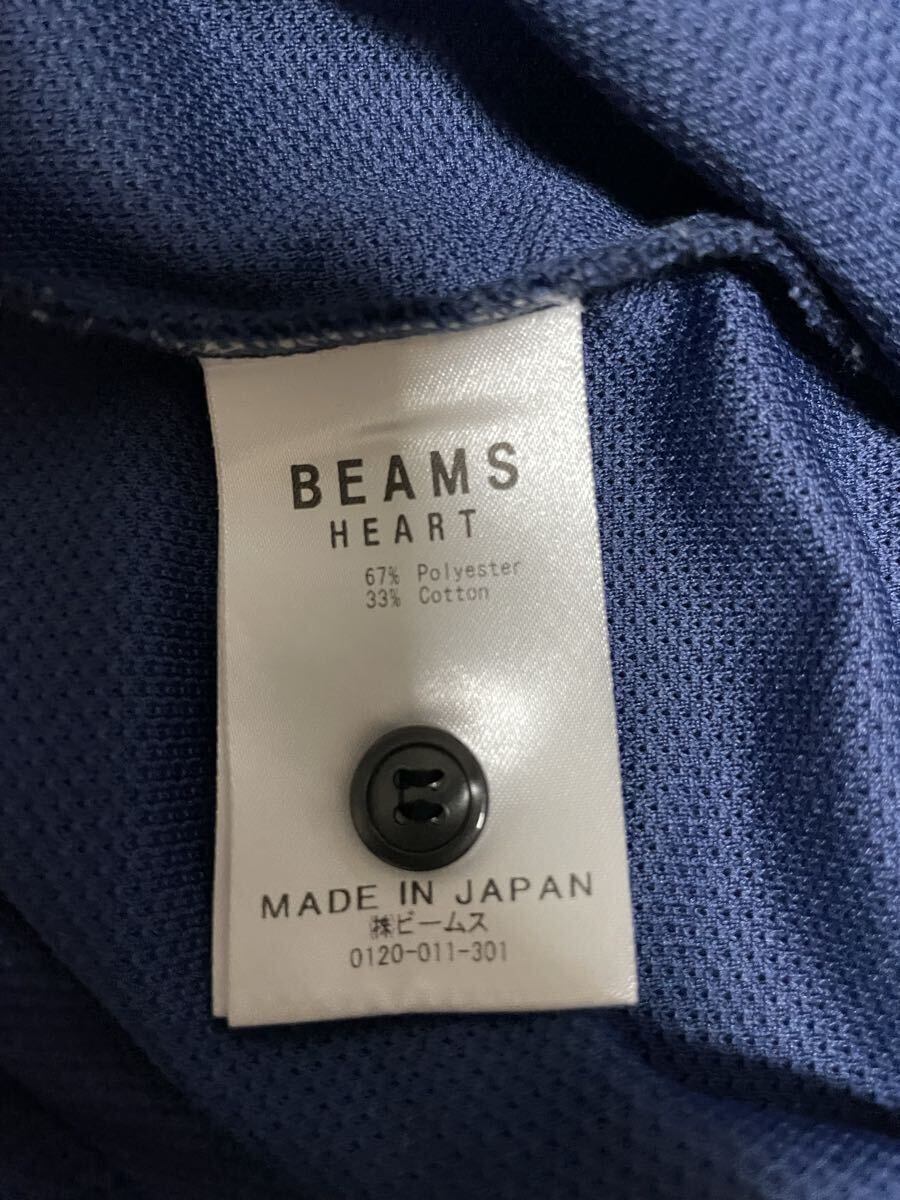 BEAMS
HEART
67% Polyester
33% Cotton
MADE IN JAPAN
㈱ビームス
0120-011-301